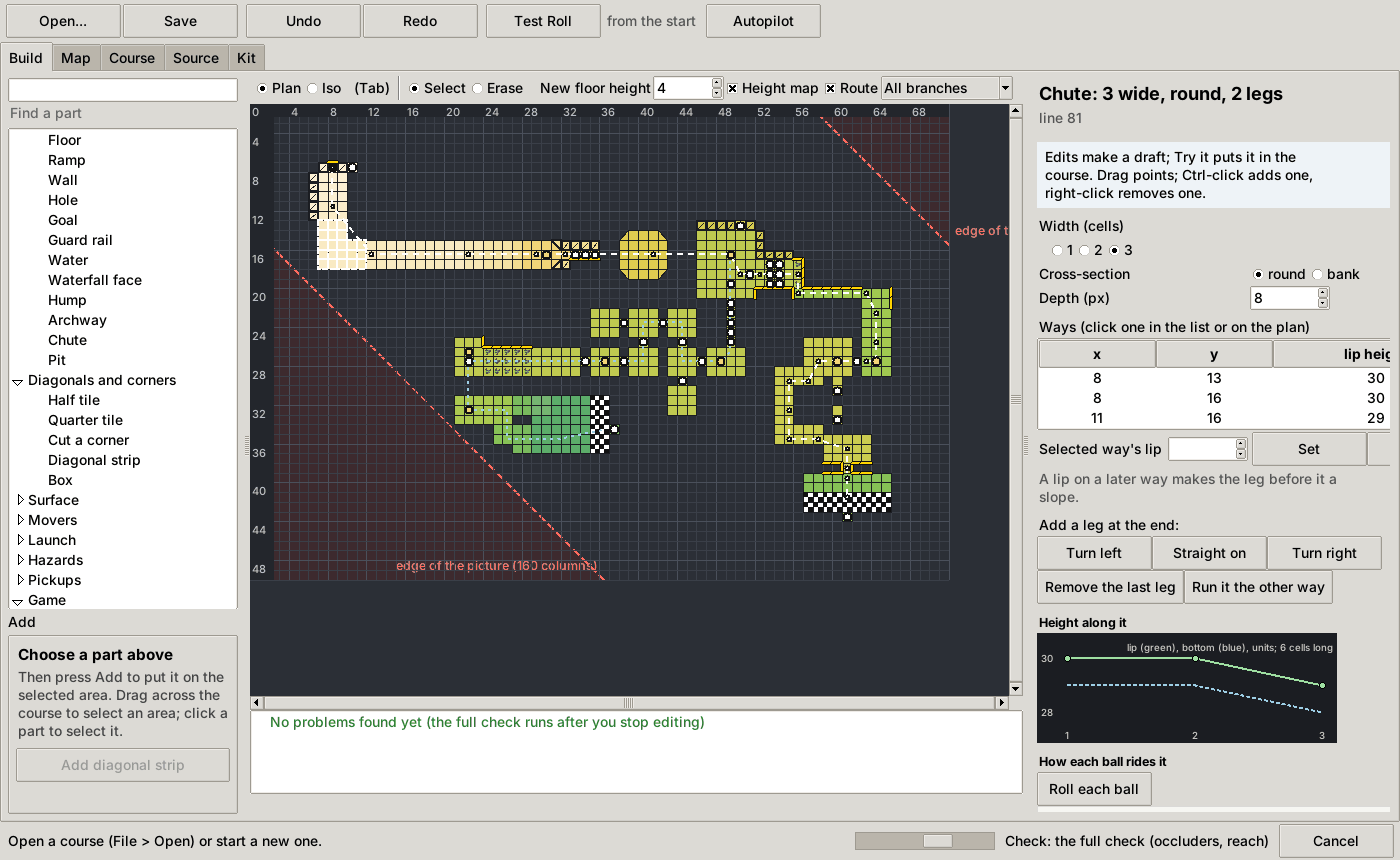 Open... Save Undo Redo Test Roll from the start Autopilot
Build Map Course Source Kit
Find a part
Floor
Ramp
Wall
Hole
Goal
Guard rail
Water
Waterfall face
Hump
Archway
Chute
Pit
Diagonals and corners
Half tile
Quarter tile
Cut a corner
Diagonal strip
Box
Surface
Movers
Launch
Hazards
Pickups
Game
Add
Choose a part above
Then press Add to put it on the
selected area. Drag across the
course to select an area; click a
part to select it.
Add diagonal strip
Plan Iso (Tab) Select Erase New floor height 4 Height map Route All branches
0 4 8 12 16 20 24 28 32 36 40 44 48 52 56 60 64 68
4
8
12
16
20
24
28
32
36
40
44
48
edge of t
edge of the picture (160 columns)
No problems found yet (the full check runs after you stop editing)
Chute: 3 wide, round, 2 legs
line 81
Edits make a draft; Try it puts it in the
course. Drag points; Ctrl-click adds one,
right-click removes one.
Width (cells)
1 2 3
Cross-section round bank
Depth (px) 8
Ways (click one in the list or on the plan)
x y lip heig
8 13 30
8 16 30
11 16 29
Selected way's lip Set
A lip on a later way makes the leg before it a
slope.
Add a leg at the end:
Turn left Straight on Turn right
Remove the last leg Run it the other way
Height along it
lip (green), bottom (blue), units; 6 cells long
30
28
1 2 3
How each ball rides it
Roll each ball
Open a course (File > Open) or start a new one.
Check: the full check (occluders, reach) Cancel